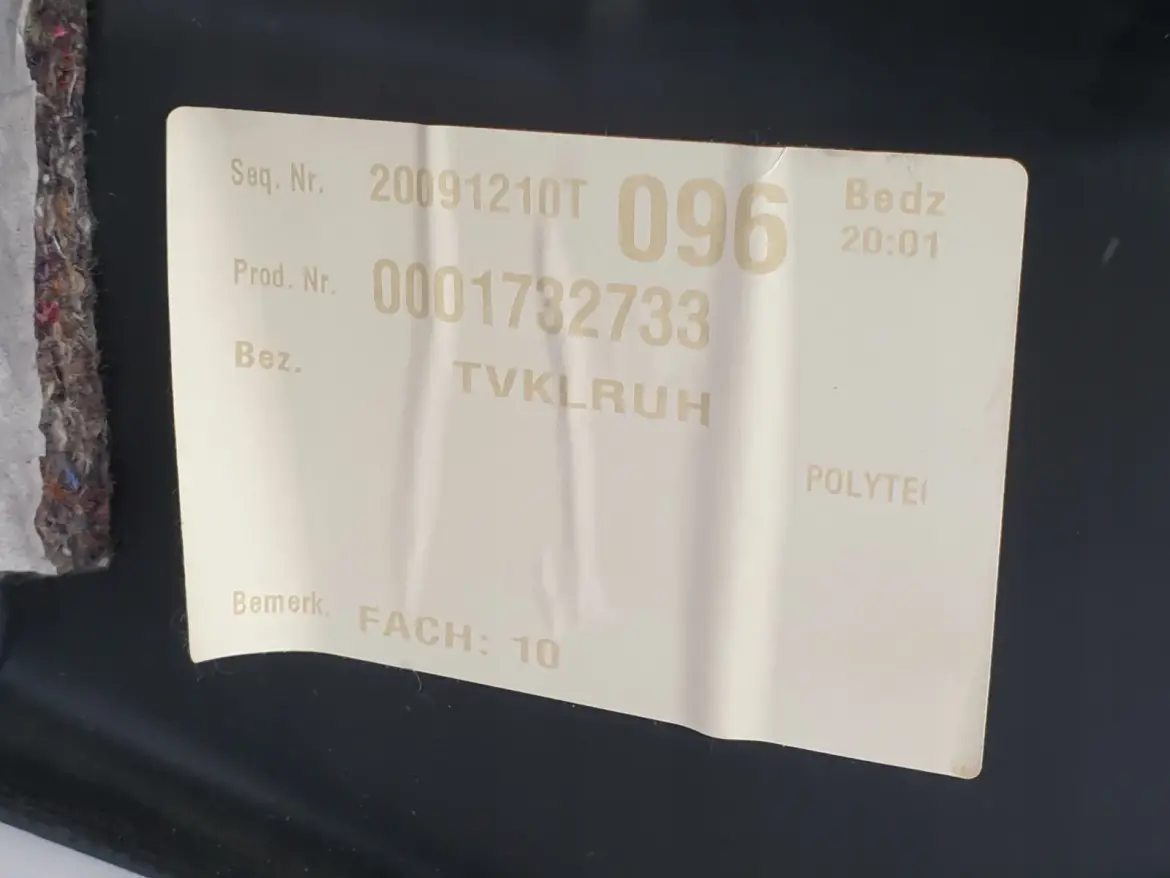 Seq. Nr. 20091210T 096 Bedz
20:01
Prod. Nr. 0001732733
Bez. TVKLRUH
POLYTE
Bemerk. FACH: 10